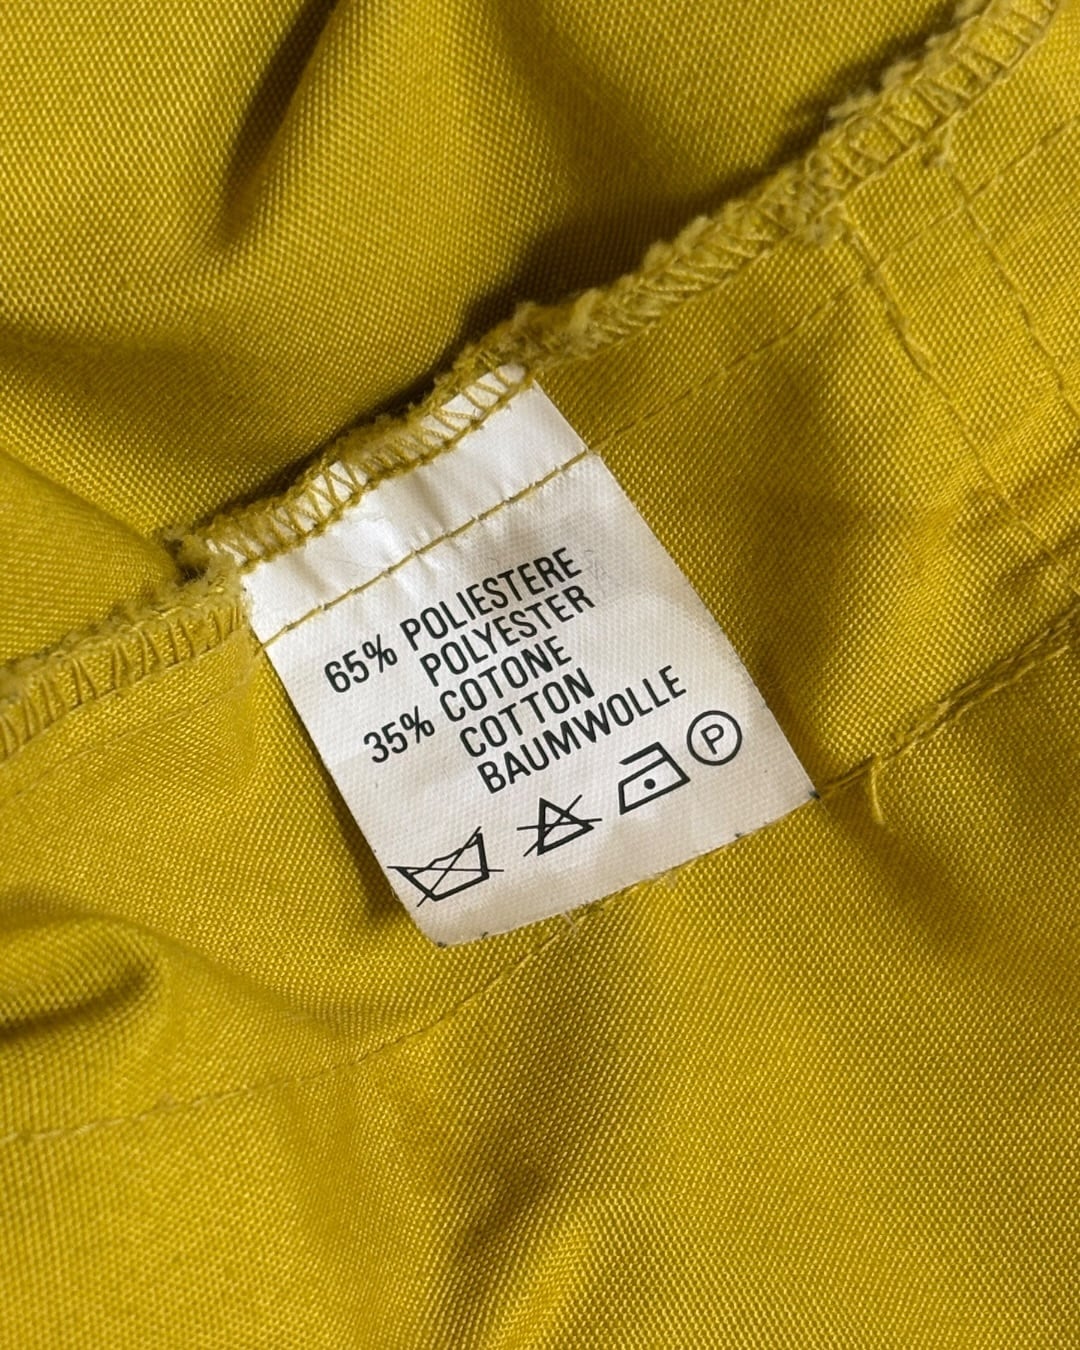 65% POLIESTERE
POLYESTER
35% COTONE
COTTON
BAUMWOLLE
P